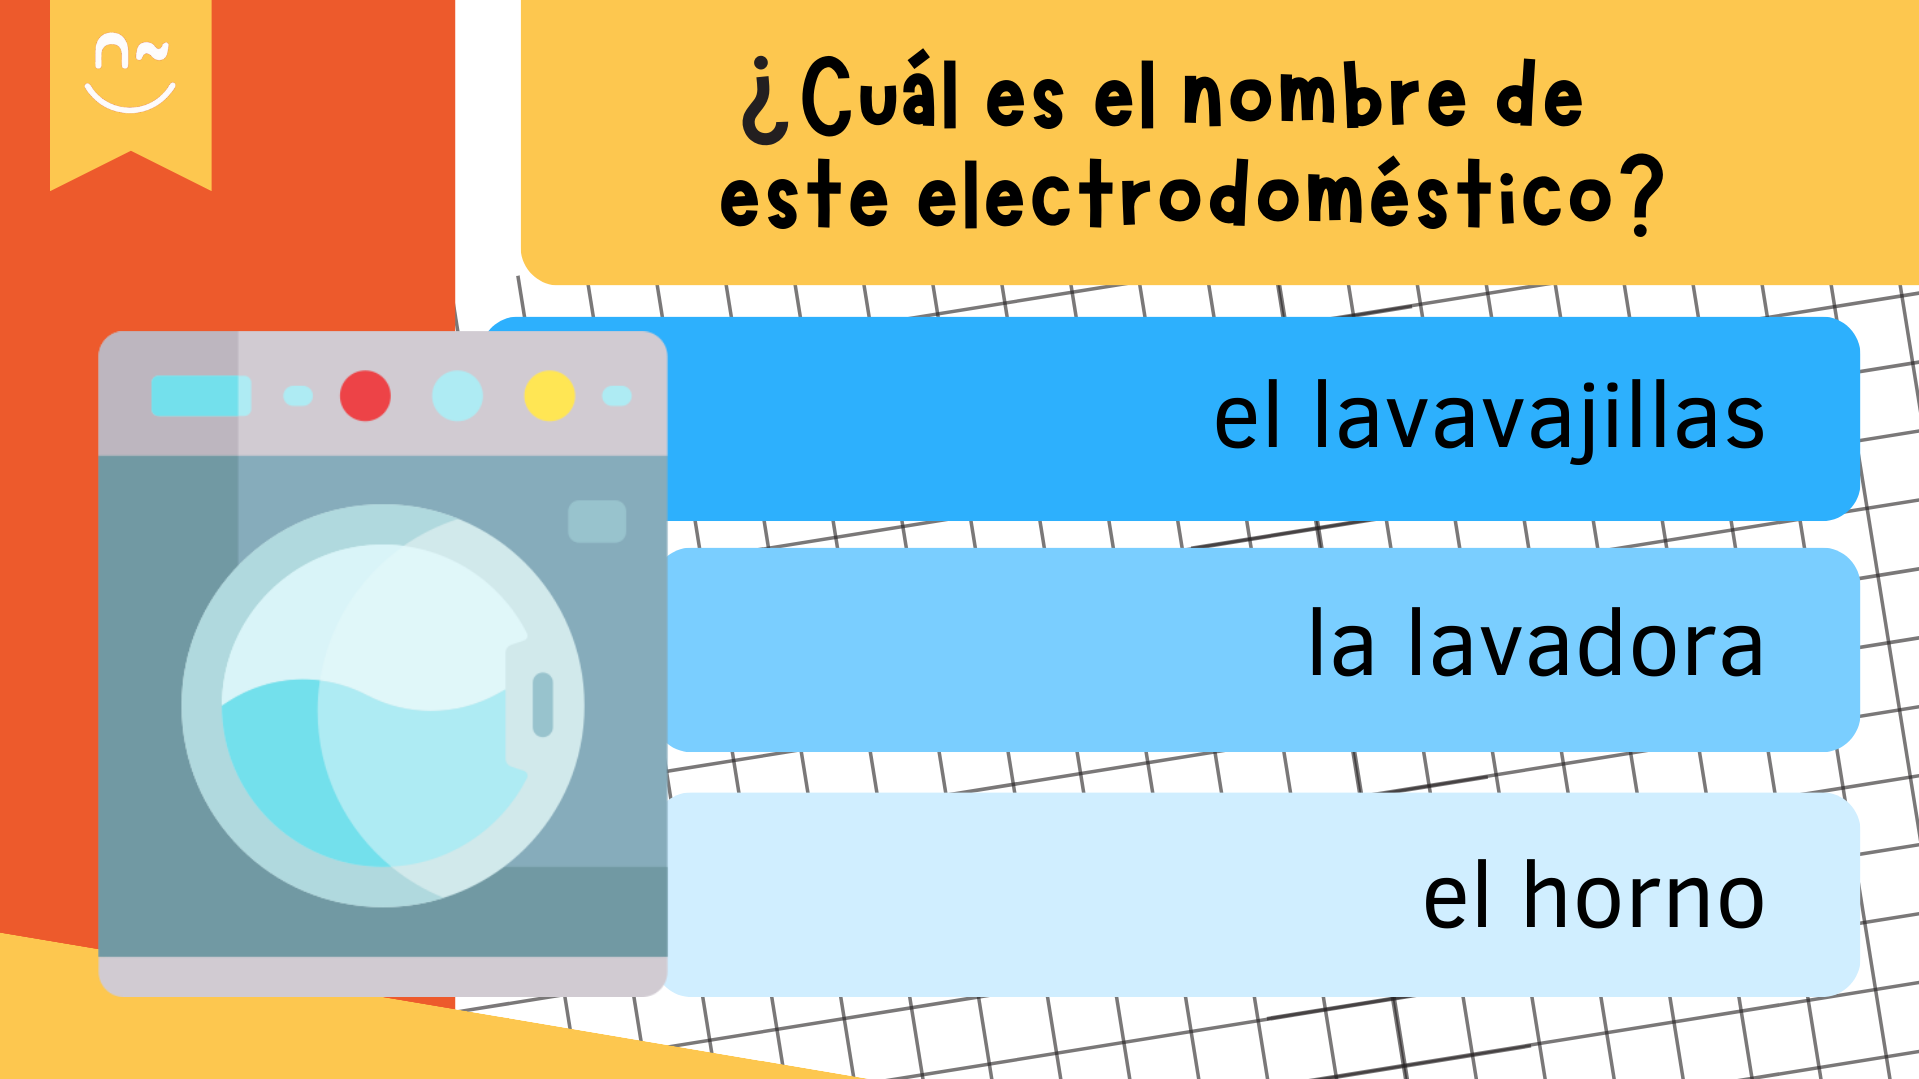 ¿Cuál es el nombre de
este electrodoméstico?
el lavavajillas
la lavadora
el horno